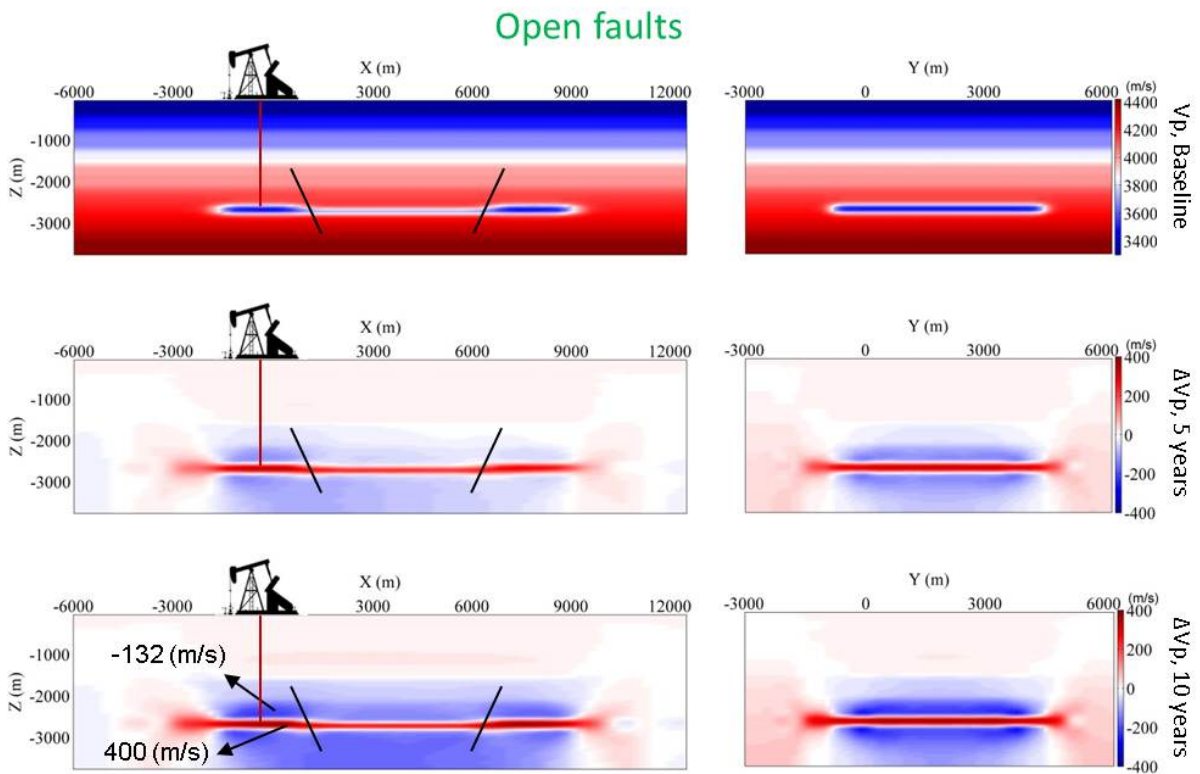 Open faults
X (m)
-6000 -3000 3000 6000 9000 12000
Z (m)
-1000
-2000
-3000
Y (m)
-3000 0 3000 6000
(m/s)
4400
4200
4000
3800
3600
3400
Vp, Baseline
X (m)
-6000 -3000 3000 6000 9000 12000
Z (m)
-1000
-2000
-3000
Y (m)
-3000 0 3000 6000
(m/s)
400
200
0
-200
-400
ΔVp, 5 years
X (m)
-6000 -3000 3000 6000 9000 12000
Z (m)
-1000
-2000
-3000
-132 (m/s)
400 (m/s)
Y (m)
-3000 0 3000 6000
(m/s)
400
200
0
-200
-400
ΔVp, 10 years